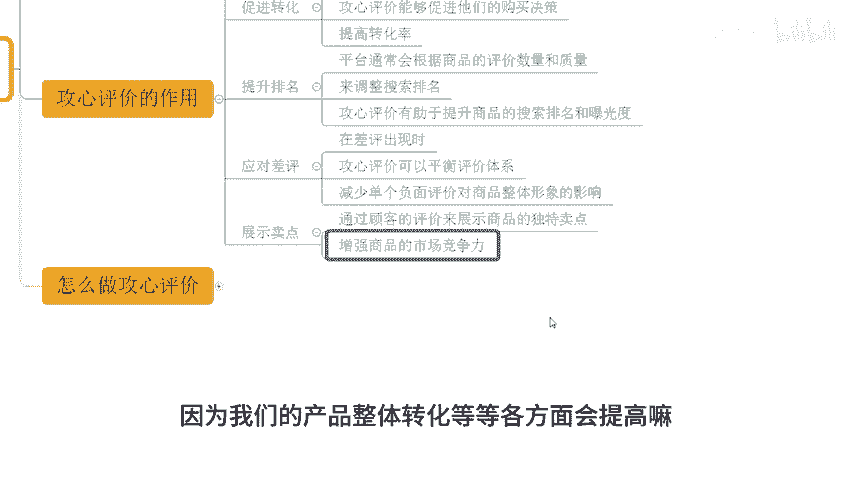 促进转化
攻心评价能够促进他们的购买决策
提高转化率
平台通常会根据商品的评价数量和质量
攻心评价的作用
提升排名
来调整搜索排名
攻心评价有助于提升商品的搜索排名和曝光度
在差评出现时
应对差评
攻心评价可以平衡评价体系
减少单个负面评价对商品整体形象的影响
通过顾客的评价来展示商品的独特卖点
展示卖点
增强商品的市场竞争力
怎么做攻心评价
因为我们的产品整体转化等等各方面会提高嘛